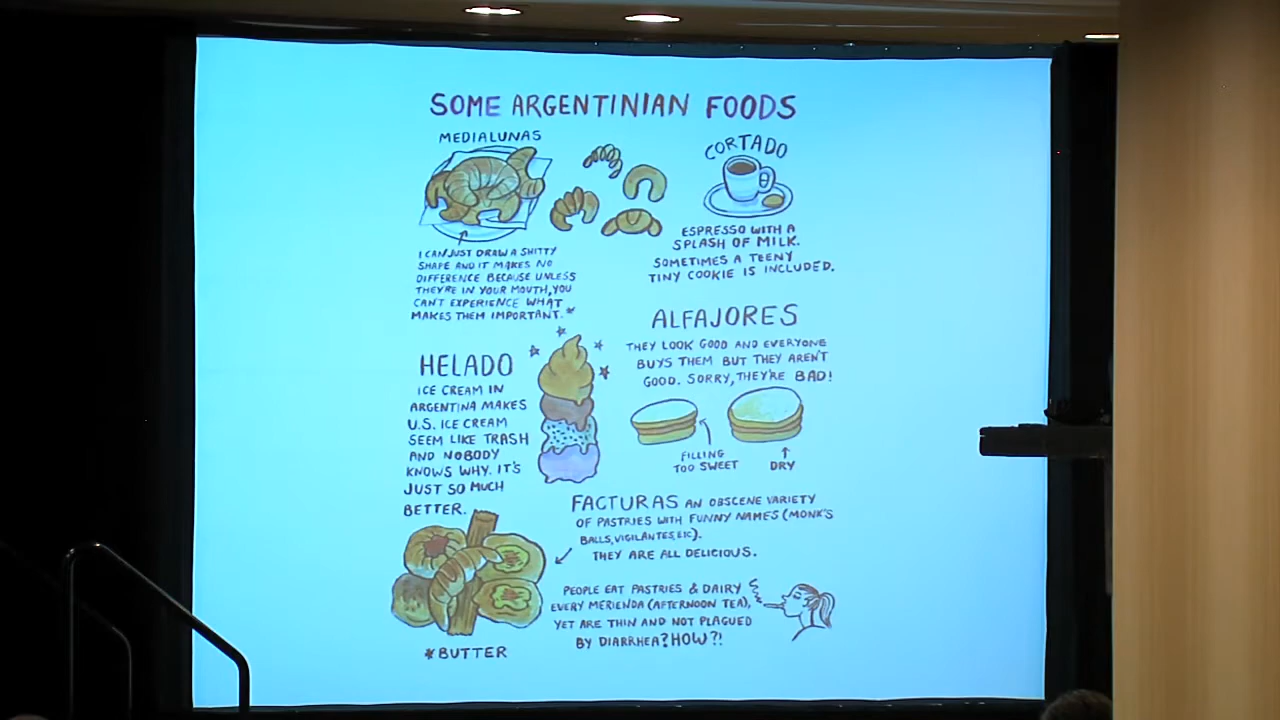 SOME ARGENTINIAN FOODS
MEDIALUNAS
I CAN JUST DRAW A SHITTY
SHAPE AND IT MAKES NO
DIFFERENCE BECAUSE UNLESS
THEY'RE IN YOUR MOUTH, YOU
CAN'T EXPERIENCE WHAT
MAKES THEM IMPORTANT.*
CORTADO
ESPRESSO WITH A
SPLASH OF MILK.
SOMETIMES A TEENY
TINY COOKIE IS INCLUDED.
HELADO
ICE CREAM IN
ARGENTINA MAKES
U.S. ICE CREAM
SEEM LIKE TRASH
AND NOBODY
KNOWS WHY. IT'S
JUST SO MUCH
BETTER.
ALFAJORES
THEY LOOK GOOD AND EVERYONE
BUYS THEM BUT THEY AREN'T
GOOD. SORRY, THEY'RE BAD!
FILLING
TOO SWEET
DRY
FACTURAS AN OBSCENE VARIETY
OF PASTRIES WITH FUNNY NAMES (MONK'S
BALLS, VIGILANTES, ETC).
THEY ARE ALL DELICIOUS.
PEOPLE EAT PASTRIES & DAIRY
EVERY MERIENDA (AFTERNOON TEA),
YET ARE THIN AND NOT PLAGUED
BY DIARRHEA? HOW?!
*BUTTER